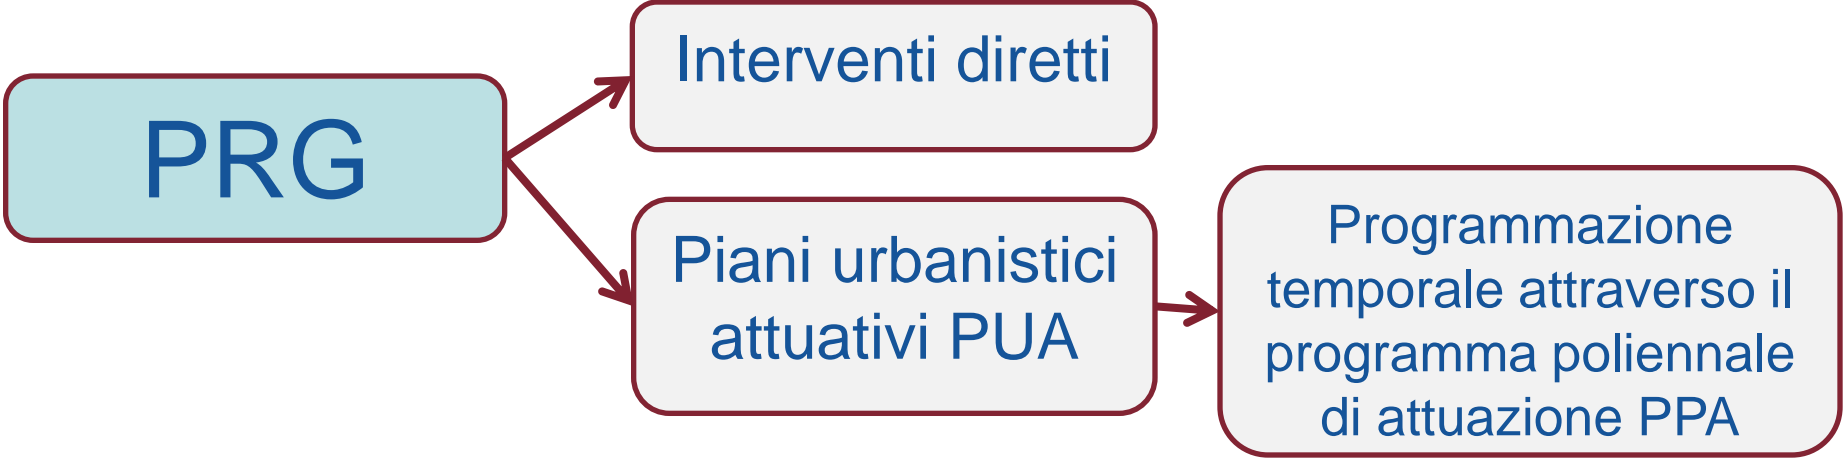 PRG
Interventi diretti
Piani urbanistici
attuativi PUA
Programmazione
temporale attraverso il
programma poliennale
di attuazione PPA